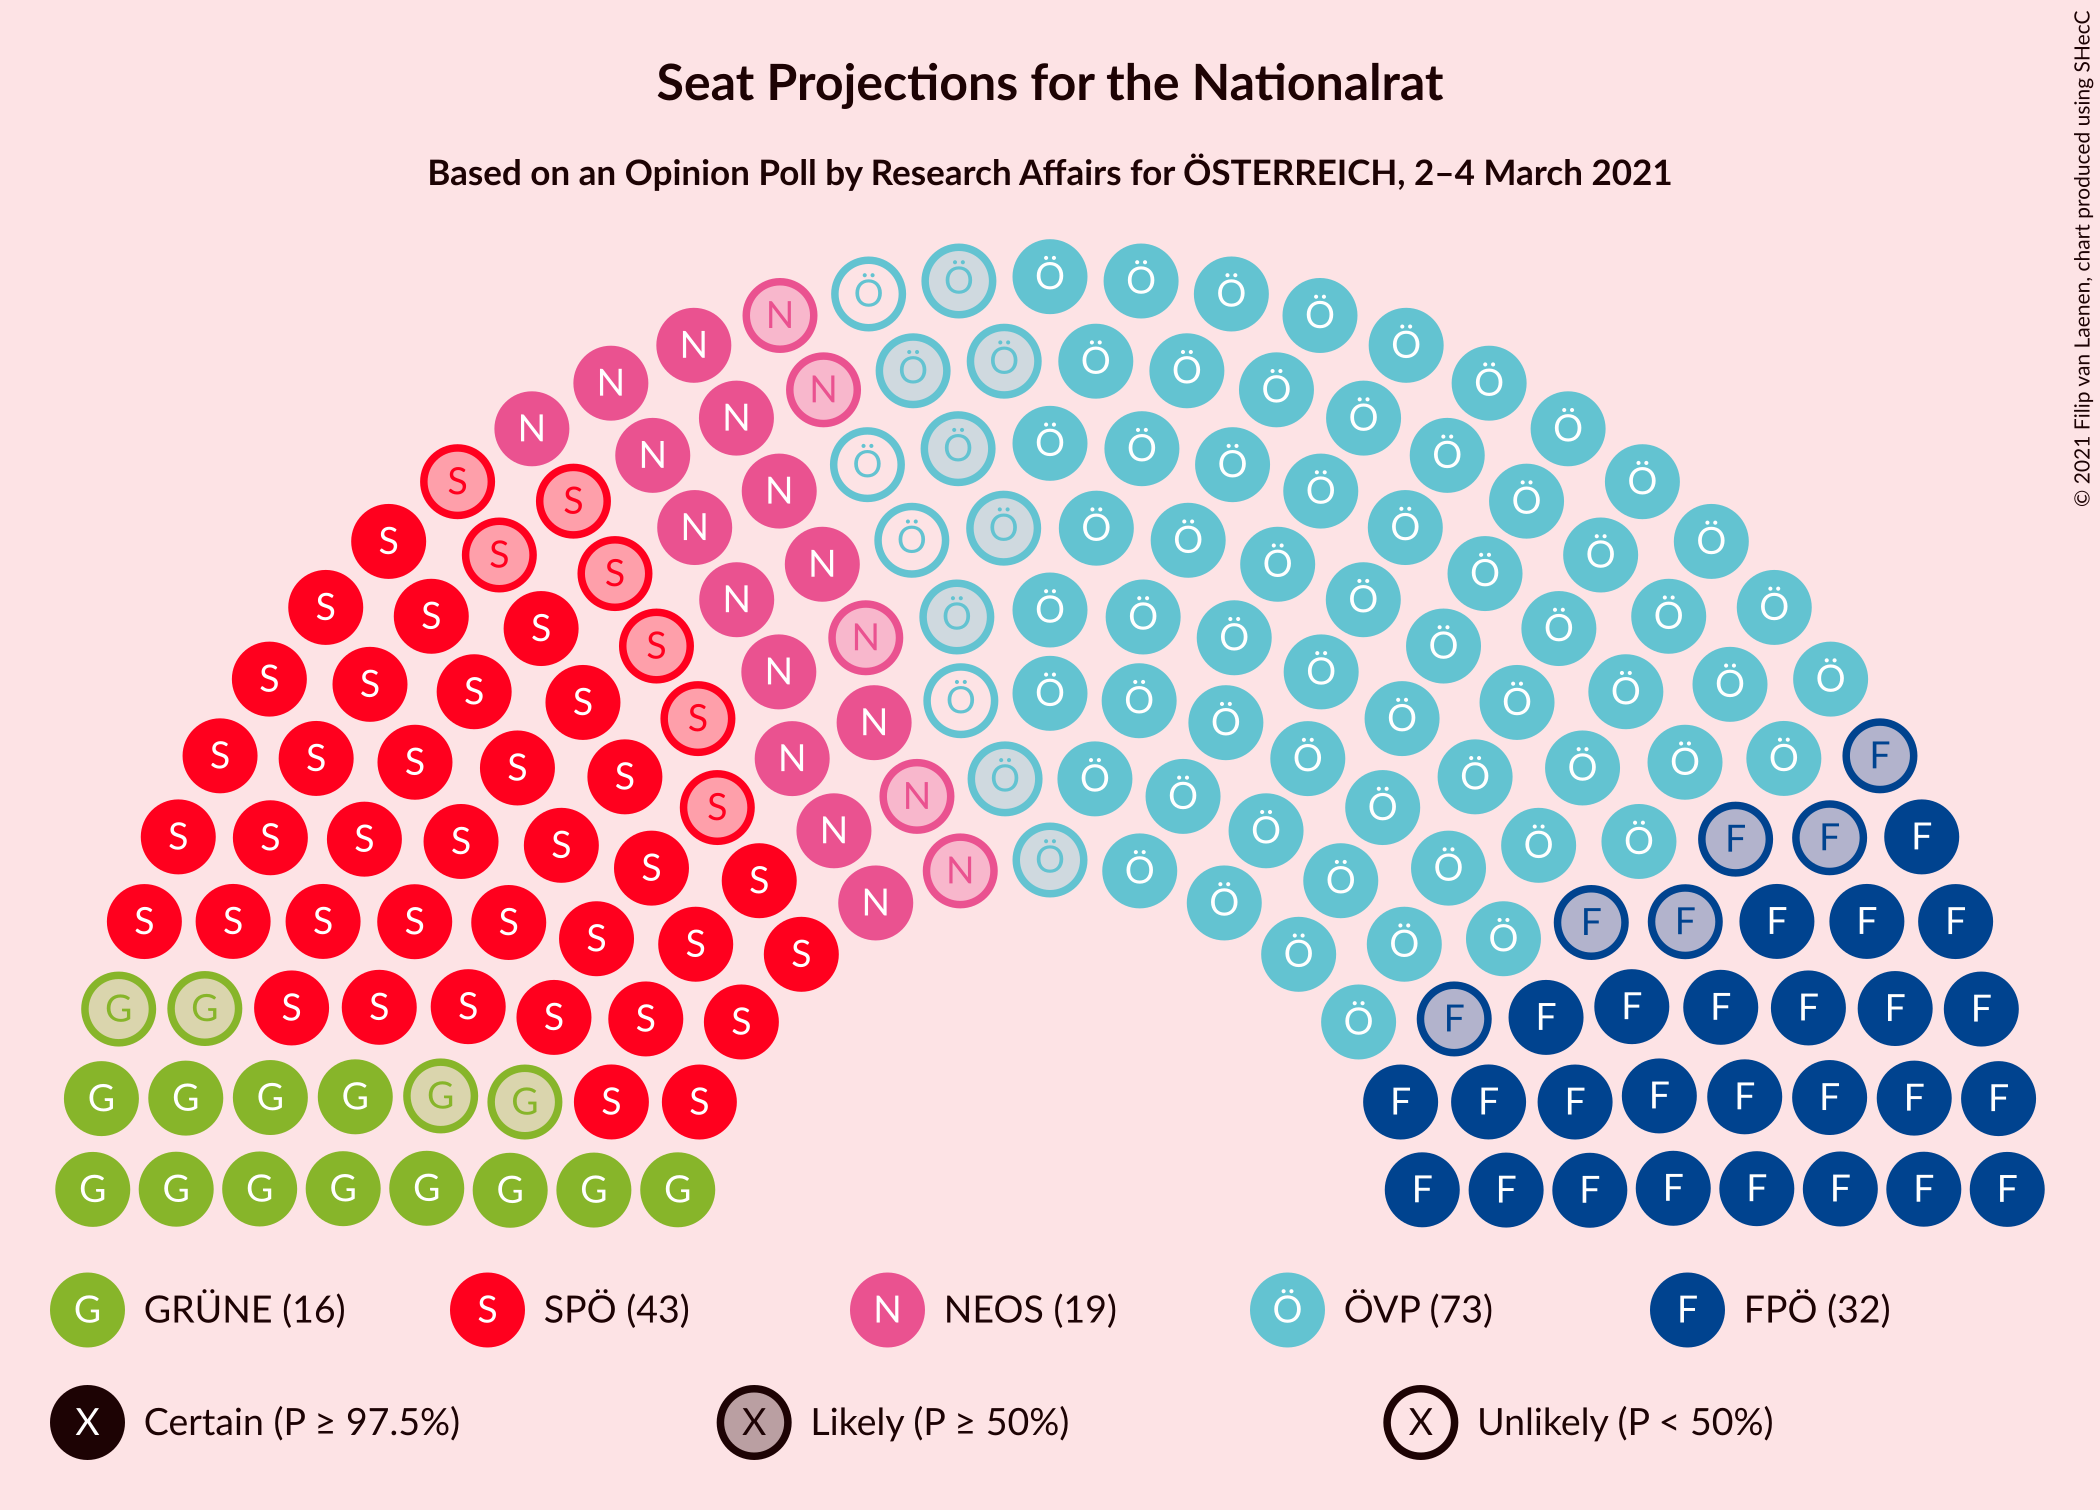 Seat Projections for the Nationalrat
Based on an Opinion Poll by Research Affairs for ÖSTERREICH, 2–4 March 2021
© 2021 Filip van Laenen, chart produced using SHecC
G GRÜNE (16) S SPÖ (43) N NEOS (19) Ö ÖVP (73) F FPÖ (32)
X Certain (P ≥ 97.5%) X Likely (P ≥ 50%) X Unlikely (P < 50%)